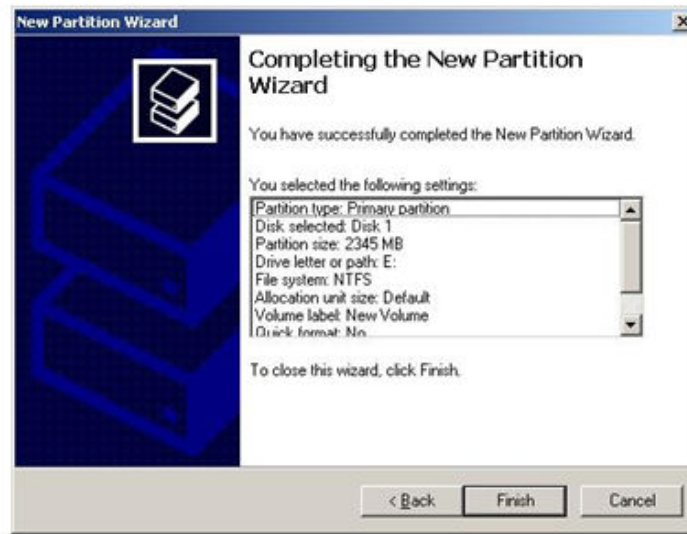 New Partition Wizard
Completing the New Partition
Wizard
You have successfully completed the New Partition Wizard.
You selected the following settings:
Partition type: Primary partition
Disk selected: Disk 1
Partition size: 2345 MB
Drive letter or path: E:
File system: NTFS
Allocation unit size: Default
Volume label: New Volume
Quick format: No
To close this wizard, click Finish.
< Back
Finish
Cancel